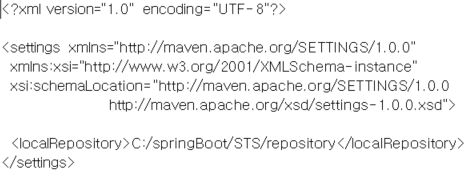 <?xml version="1.0" encoding="UTF-8"?>
<settings xmlns="http://maven.apache.org/SETTINGS/1.0.0"
xmlns:xsi="http://www.w3.org/2001/XMLSchema-instance"
xsi:schemaLocation="http://maven.apache.org/SETTINGS/1.0.0
http://maven.apache.org/xsd/settings-1.0.0.xsd">
<localRepository>C:/springBoot/STS/repository</localRepository>
</settings>